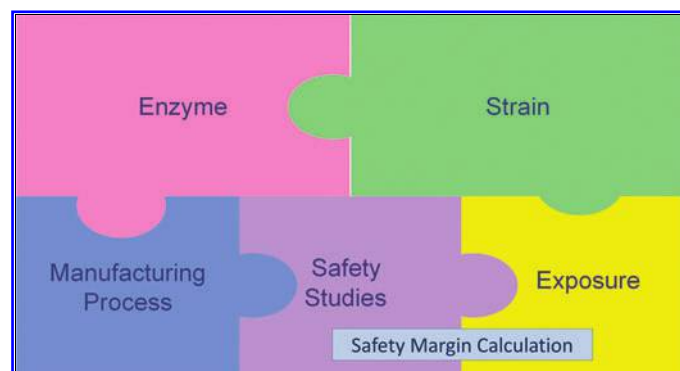 Enzyme
Strain
Manufacturing
Process
Safety
Studies
Exposure
Safety Margin Calculation